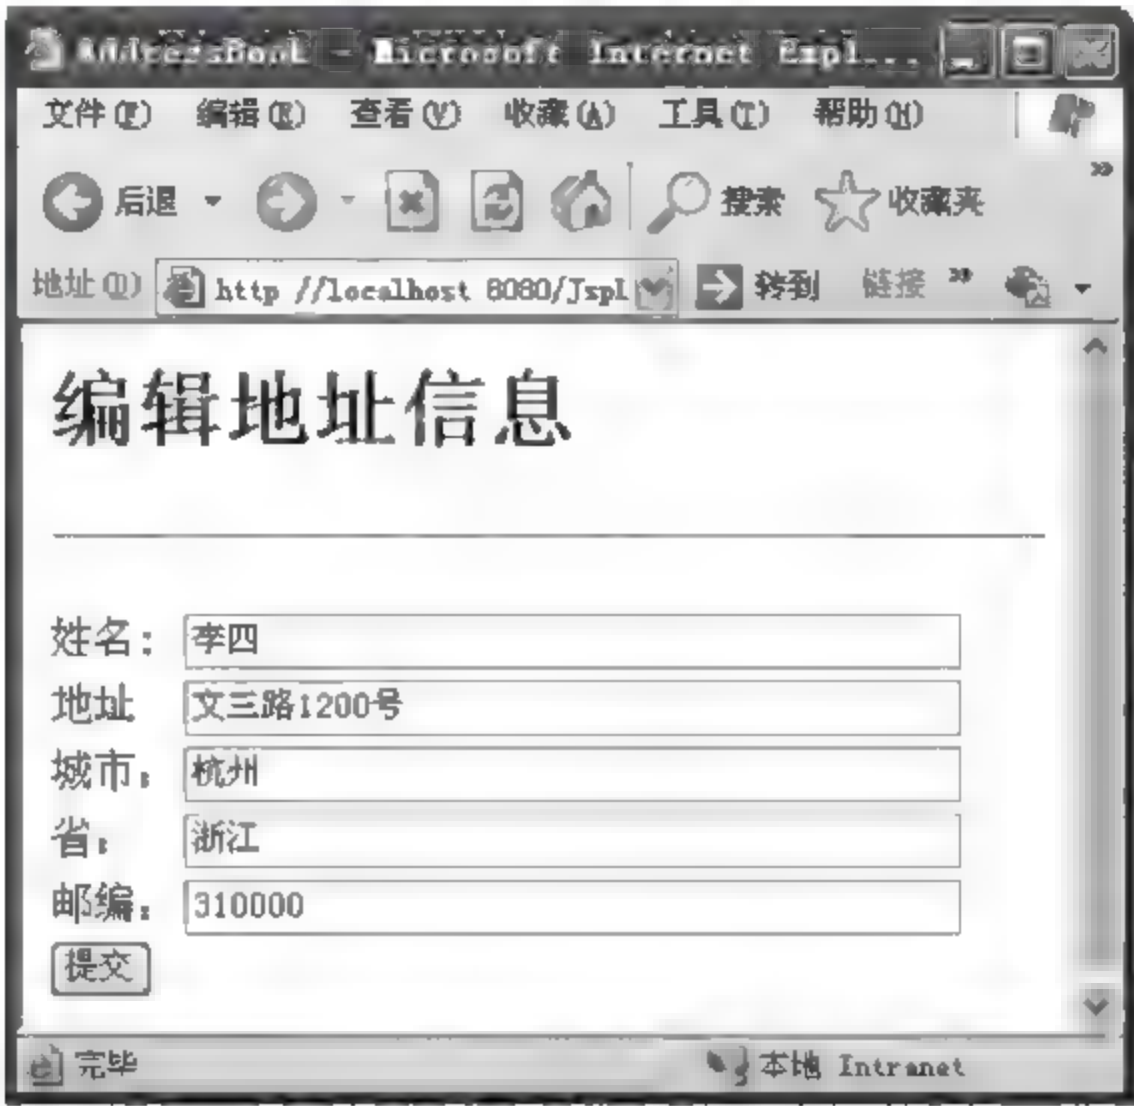 AddressBook - Microsoft Internet Expl...
文件(F) 编辑(E) 查看(V) 收藏(A) 工具(T) 帮助(H)
后退 搜索 收藏夹 »
地址(D) http //localhost 8080/Jspl 转到 链接 »
编辑地址信息
姓名: 李四
地址 文三路1200号
城市: 杭州
省: 浙江
邮编: 310000
提交
完毕 本地 Intranet